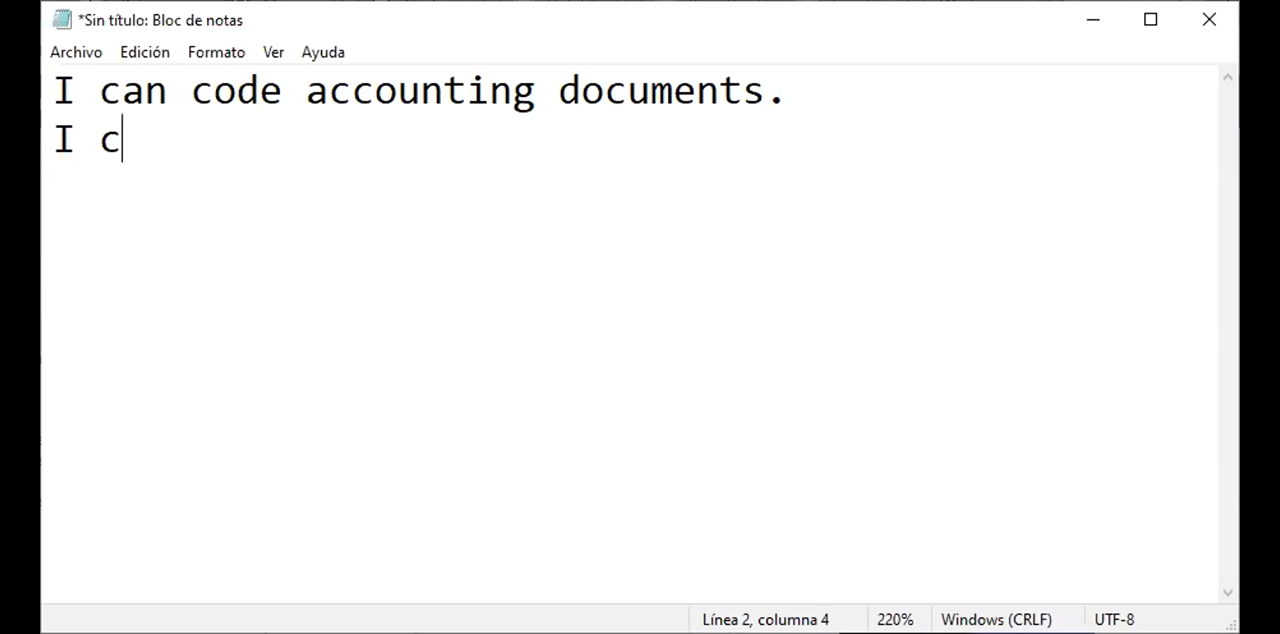 *Sin título: Bloc de notas
Archivo Edición Formato Ver Ayuda
I can code accounting documents.
I c
Línea 2, columna 4 220% Windows (CRLF) UTF-8